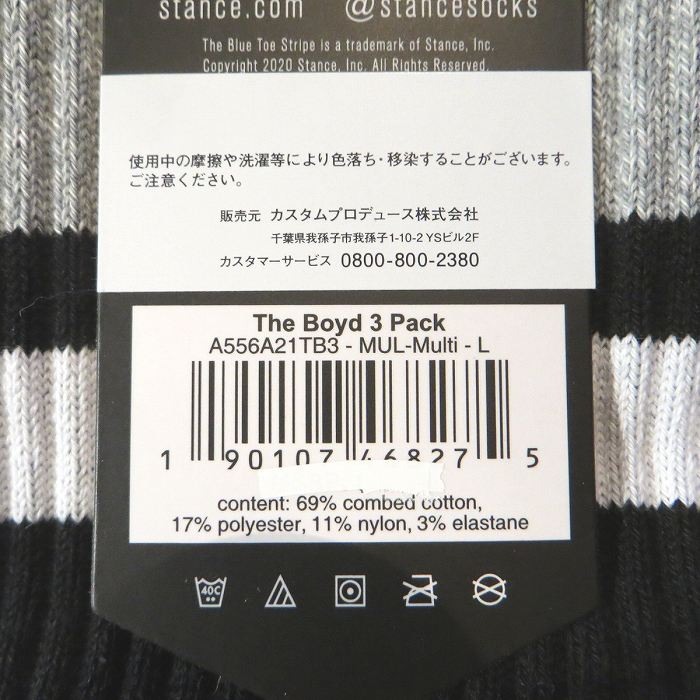 stance.com @stancesocks
The Blue Toe Stripe is a trademark of Stance, Inc.
Copyright 2020 Stance, Inc. All Rights Reserved.
使用中の摩擦や洗濯等により色落ち・移染することがございます。
ご注意ください。
販売元 カスタムプロデュース株式会社
千葉県我孫子市我孫子1-10-2 YSビル2F
カスタマーサービス 0800-800-2380
The Boyd 3 Pack
A556A21TB3 - MUL-Multi - L
1 90107 46827 5
content: 69% combed cotton,
17% polyester, 11% nylon, 3% elastane
40C